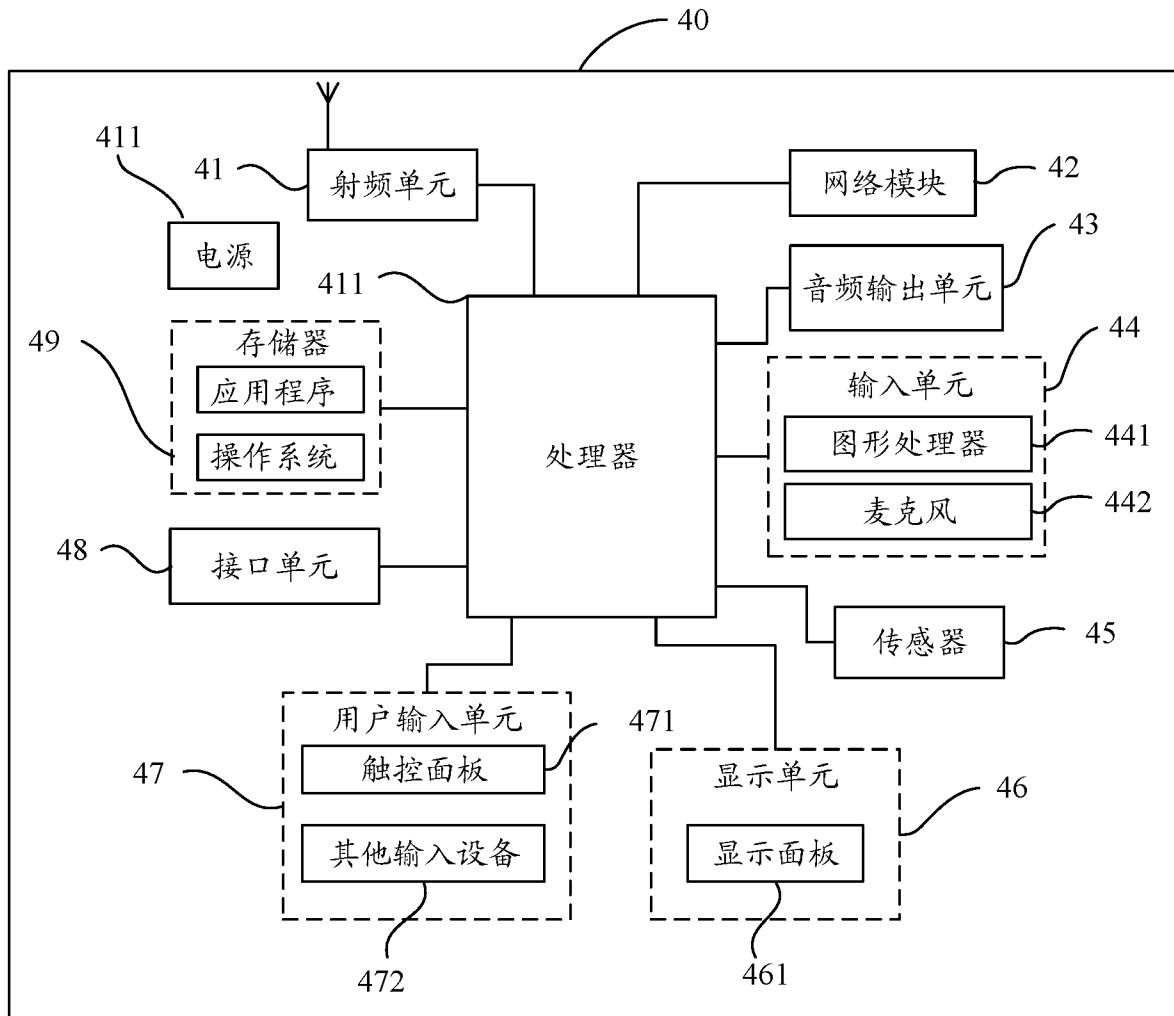 40
411
41
射频单元
网络模块
42
电源
43
411
音频输出单元
49
存储器
应用程序
操作系统
44
输入单元
图形处理器
441
麦克风
442
处理器
48
接口单元
传感器
45
用户输入单元
471
触控面板
47
其他输入设备
472
显示单元
46
显示面板
461